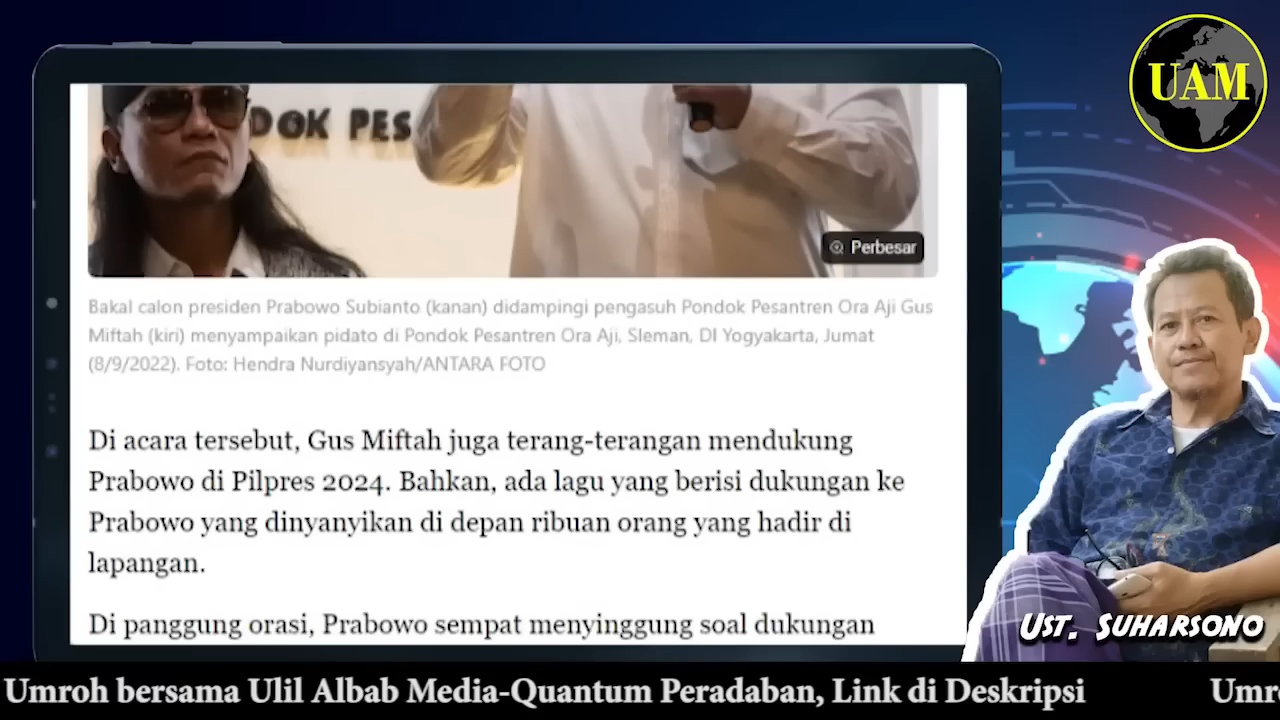 UAM
DOK PES
Perbesar
Bakal calon presiden Prabowo Subianto (kanan) didampingi pengasuh Pondok Pesantren Ora Aji Gus
Miftah (kiri) menyampaikan pidato di Pondok Pesantren Ora Aji, Sleman, DI Yogyakarta, Jumat
(8/9/2022). Foto: Hendra Nurdiyansyah/ANTARA FOTO
Di acara tersebut, Gus Miftah juga terang-terangan mendukung
Prabowo di Pilpres 2024. Bahkan, ada lagu yang berisi dukungan ke
Prabowo yang dinyanyikan di depan ribuan orang yang hadir di
lapangan.
Di panggung orasi, Prabowo sempat menyinggung soal dukungan
Ust. Suharsono
Umroh bersama Ulil Albab Media-Quantum Peradaban, Link di Deskripsi